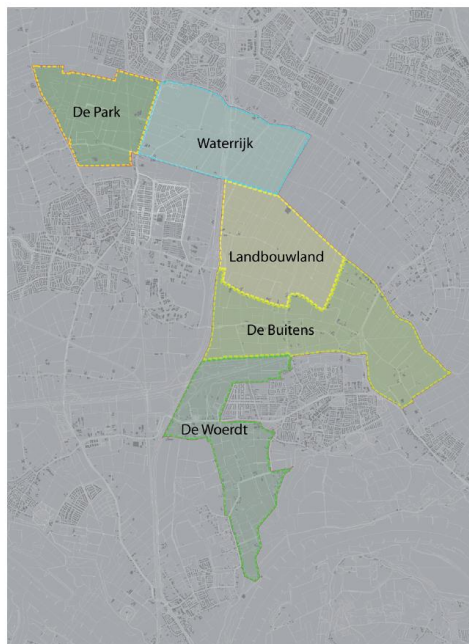 De Park
Waterrijk
Landbouwland
De Buitens
De Woerdt